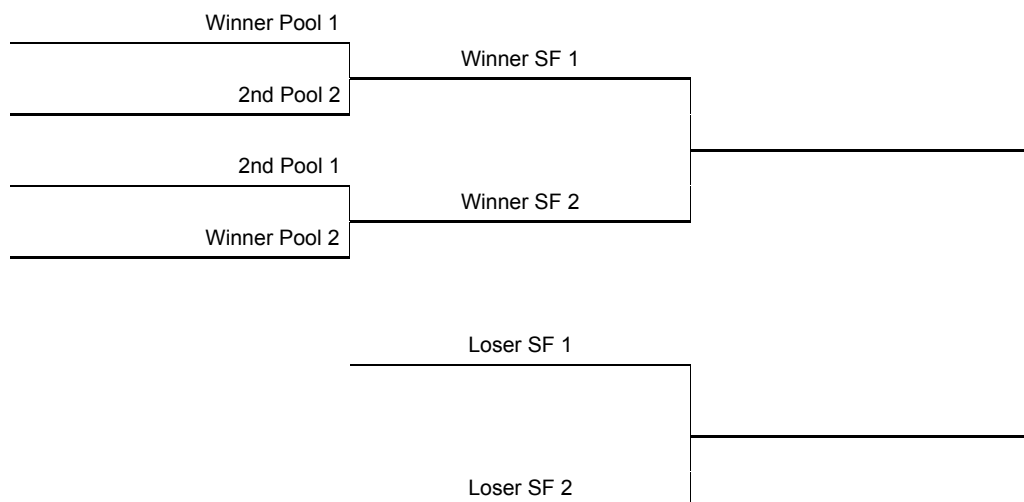 Winner Pool 1
Winner SF 1
2nd Pool 2
2nd Pool 1
Winner SF 2
Winner Pool 2
Loser SF 1
Loser SF 2